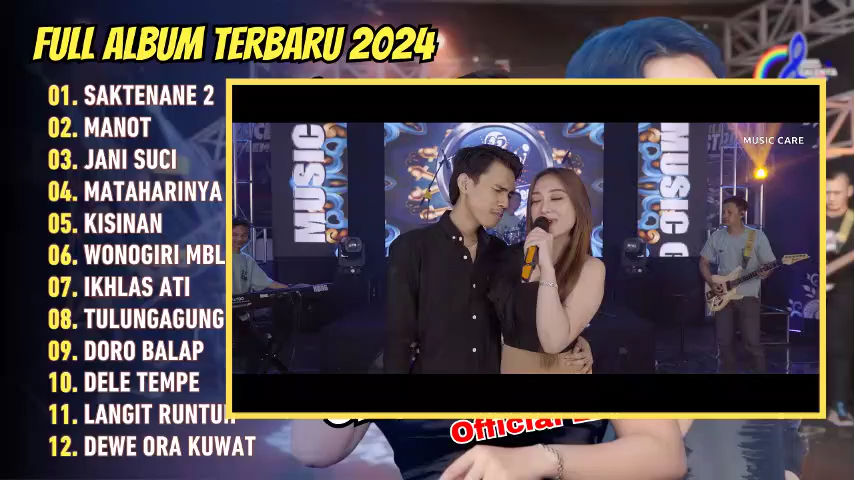 FULL ALBUM TERBARU 2024
01. SAKTENANE 2
02. MANOT
03. JANI SUCI
04. MATAHARINYA
05. KISINAN
06. WONOGIRI MBL
07. IKHLAS ATI
08. TULUNGAGUNG
09. DORO BALAP
10. DELE TEMPE
11. LANGIT RUNTUH
12. DEWE ORA KUWAT
MUSIC CARE
MUSIC
MUSIC C
KORG
Official